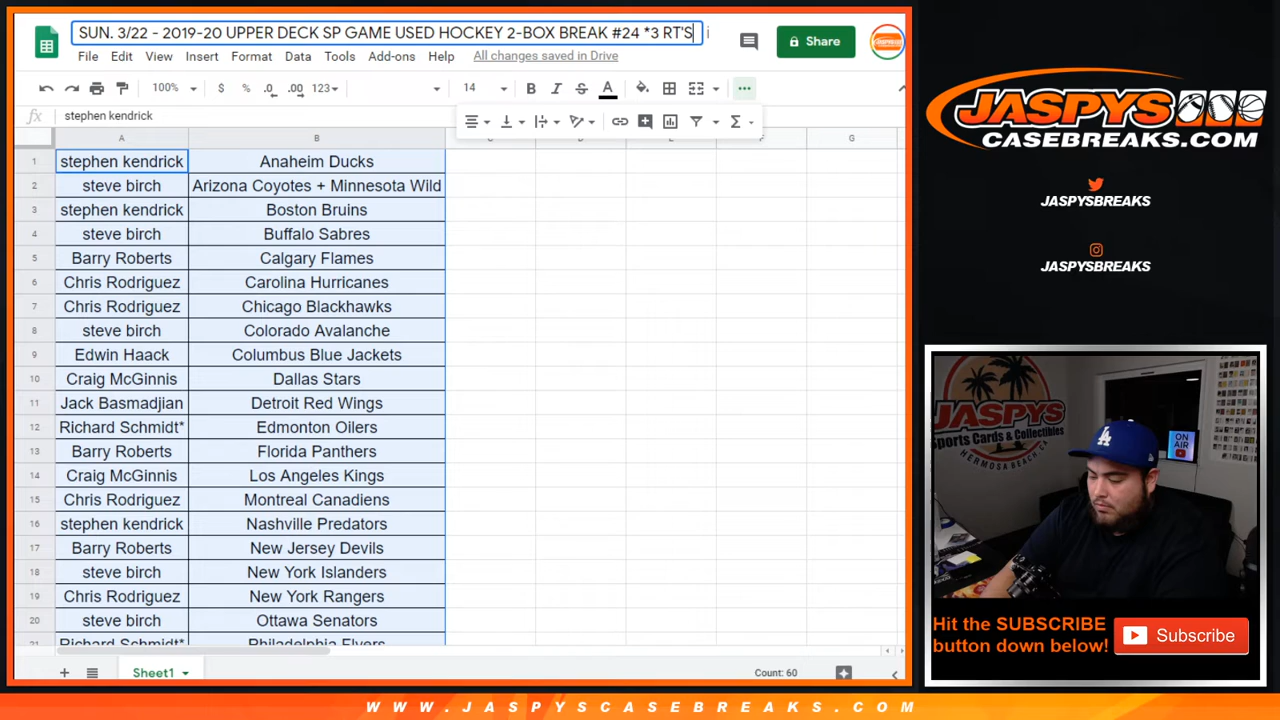 SUN. 3/22 - 2019-20 UPPER DECK SP GAME USED HOCKEY 2-BOX BREAK #24 *3 RT'S
Share
File Edit View Insert Format Data Tools Add-ons Help All changes saved in Drive
100% $ % .0 .00 123 14 B I S A
fx stephen kendrick
A B G
1 stephen kendrick Anaheim Ducks
2 steve birch Arizona Coyotes + Minnesota Wild
3 stephen kendrick Boston Bruins
4 steve birch Buffalo Sabres
5 Barry Roberts Calgary Flames
6 Chris Rodriguez Carolina Hurricanes
7 Chris Rodriguez Chicago Blackhawks
8 steve birch Colorado Avalanche
9 Edwin Haack Columbus Blue Jackets
10 Craig McGinnis Dallas Stars
11 Jack Basmadjian Detroit Red Wings
12 Richard Schmidt* Edmonton Oilers
13 Barry Roberts Florida Panthers
14 Craig McGinnis Los Angeles Kings
15 Chris Rodriguez Montreal Canadiens
16 stephen kendrick Nashville Predators
17 Barry Roberts New Jersey Devils
18 steve birch New York Islanders
19 Chris Rodriguez New York Rangers
20 steve birch Ottawa Senators
21 Richard Schmidt* Philadelphia Flyers
Sheet1
Count: 60
JASPYS
CASEBREAKS.COM
JASPYSBREAKS
JASPYSBREAKS
JASPYS
Sports Cards & Collectibles
HERMOSA BEACH, CA
ON
AIR
LA
Hit the SUBSCRIBE
button down below!
Subscribe
WWW.JASPYSCASEBREAKS.COM